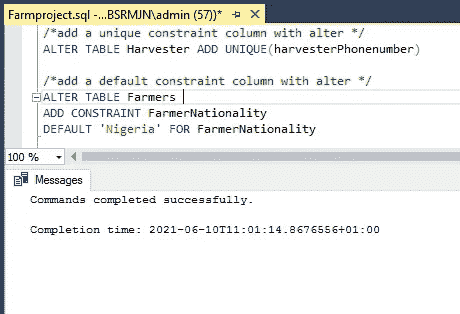 Farmproject.sql -...BSRMJN\admin (57))*
/*add a unique constraint column with alter */
ALTER TABLE Harvester ADD UNIQUE(harvesterPhonenumber)
/*add a default constraint column with alter */
ALTER TABLE Farmers
ADD CONSTRAINT FarmerNationality
DEFAULT 'Nigeria' FOR FarmerNationality
100 %
Messages
Commands completed successfully.
Completion time: 2021-06-10T11:01:14.8676556+01:00